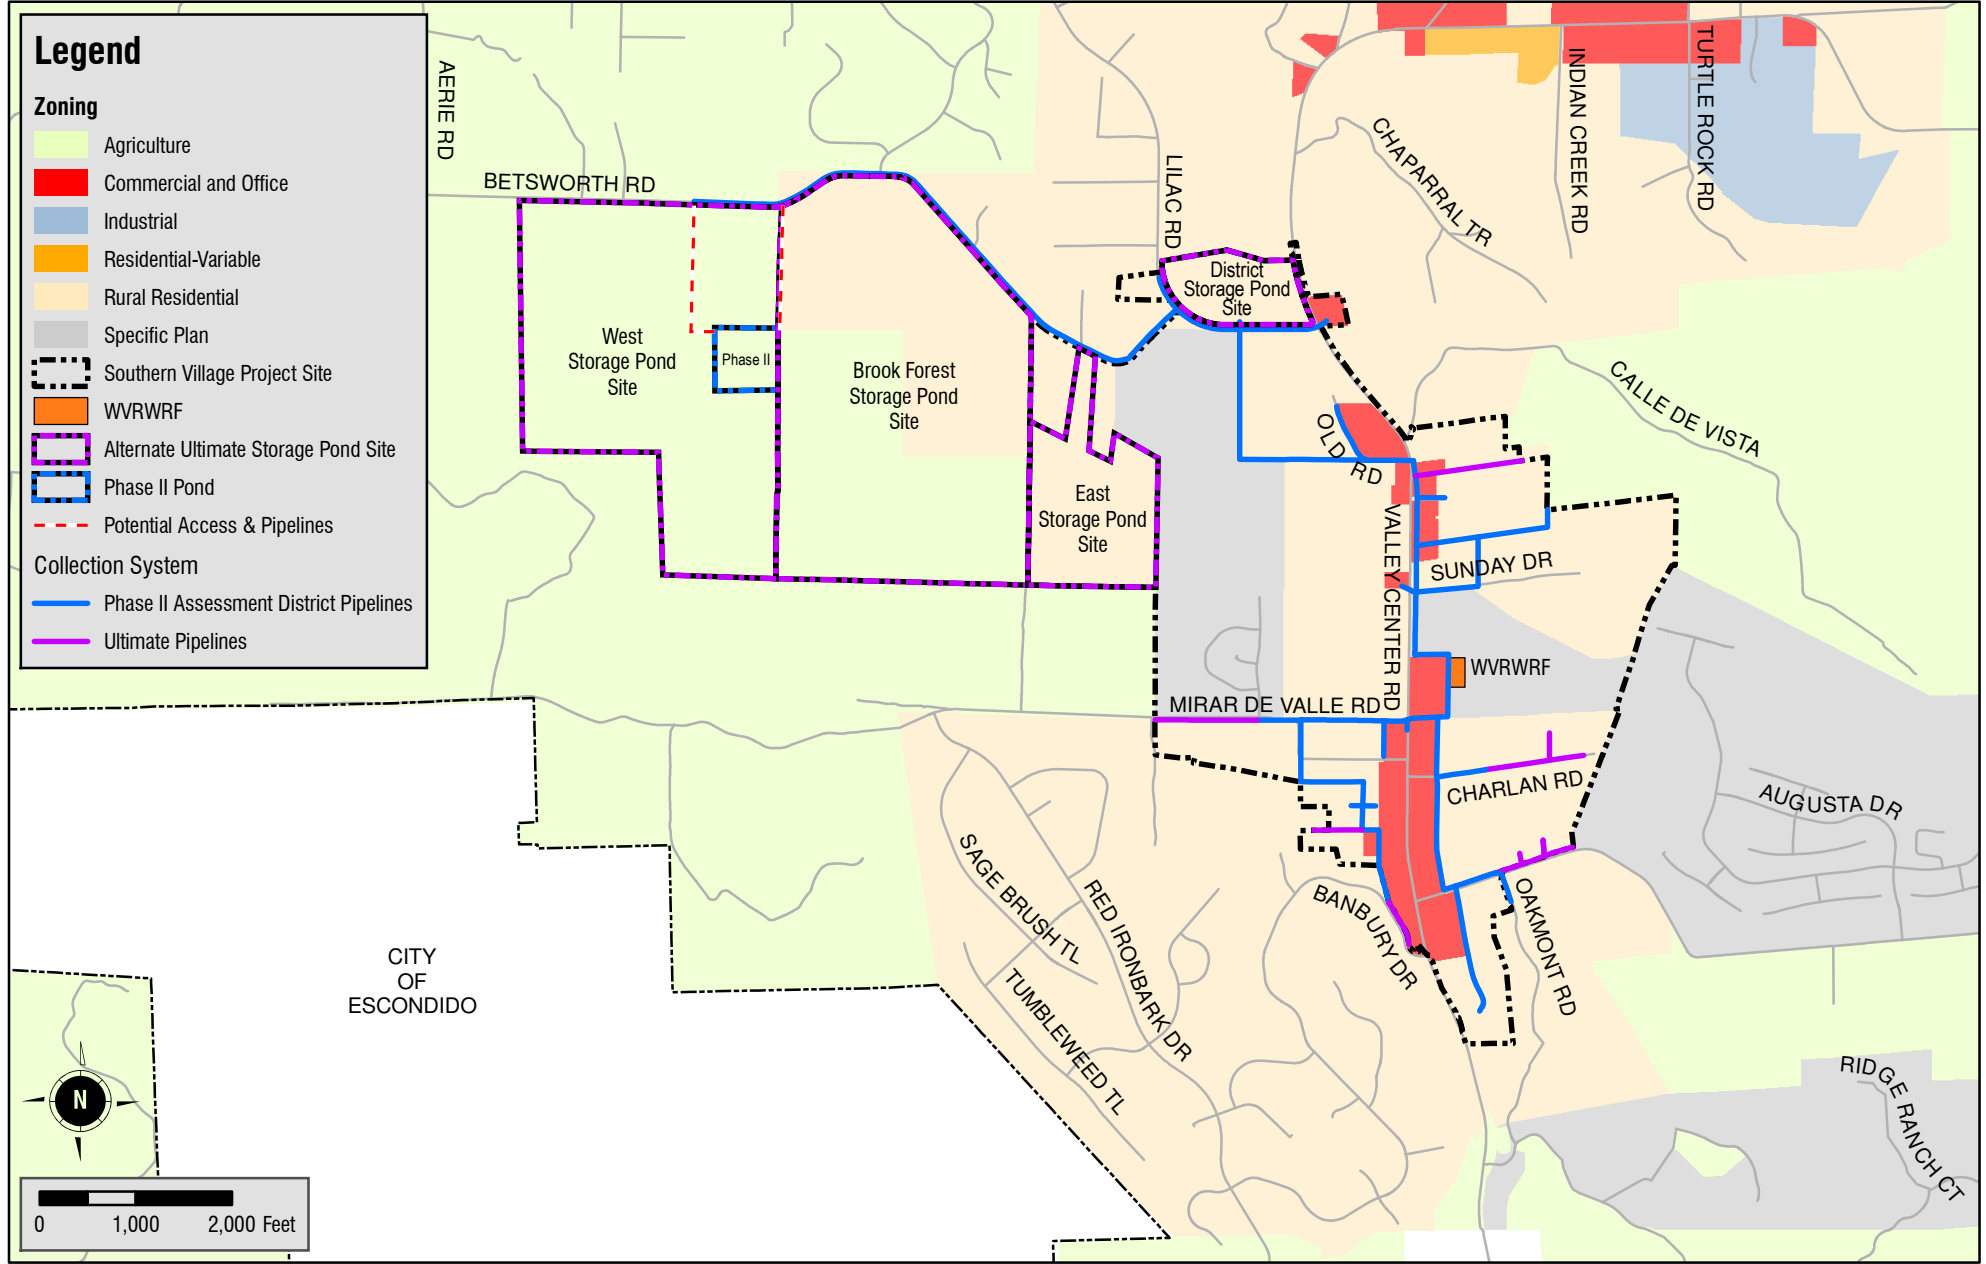 Legend
Zoning
Agriculture
Commercial and Office
Industrial
Residential-Variable
Rural Residential
Specific Plan
Southern Village Project Site
WVRWRF
Alternate Ultimate Storage Pond Site
Phase II Pond
Potential Access & Pipelines
Collection System
Phase II Assessment District Pipelines
Ultimate Pipelines
AERIE RD
BETSWORTH RD
LILAC RD
CHAPARRAL TR
INDIAN CREEK RD
TURTLE ROCK RD
District
Storage Pond
Site
West
Storage Pond
Site
Phase II
Brook Forest
Storage Pond
Site
East
Storage Pond
Site
OLD RD
CALLE DE VISTA
VALLEY CENTER RD
SUNDAY DR
WVRWRF
MIRAR DE VALLE RD
CHARLAN RD
AUGUSTA DR
SAGE BRUSH TL
RED IRONBARK DR
TUMBLEWEED TL
BANBURY DR
OAKMONT RD
RIDGE RANCH CT
CITY
OF
ESCONDIDO
N
0 1,000 2,000 Feet